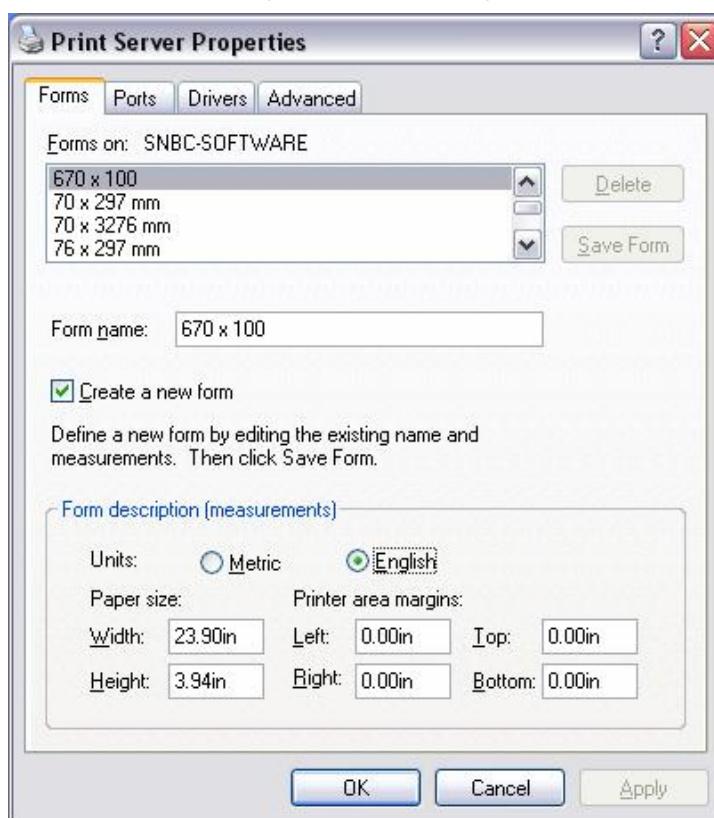 Print Server Properties
Forms Ports Drivers Advanced
Forms on: SNBC-SOFTWARE
670 x 100
70 x 297 mm
70 x 3276 mm
76 x 297 mm
Delete
Save Form
Form name: 670 x 100
Create a new form
Define a new form by editing the existing name and
measurements. Then click Save Form.
Form description (measurements)
Units: Metric English
Paper size: Printer area margins:
Width: 23.90in Left: 0.00in Top: 0.00in
Height: 3.94in Right: 0.00in Bottom: 0.00in
OK Cancel Apply